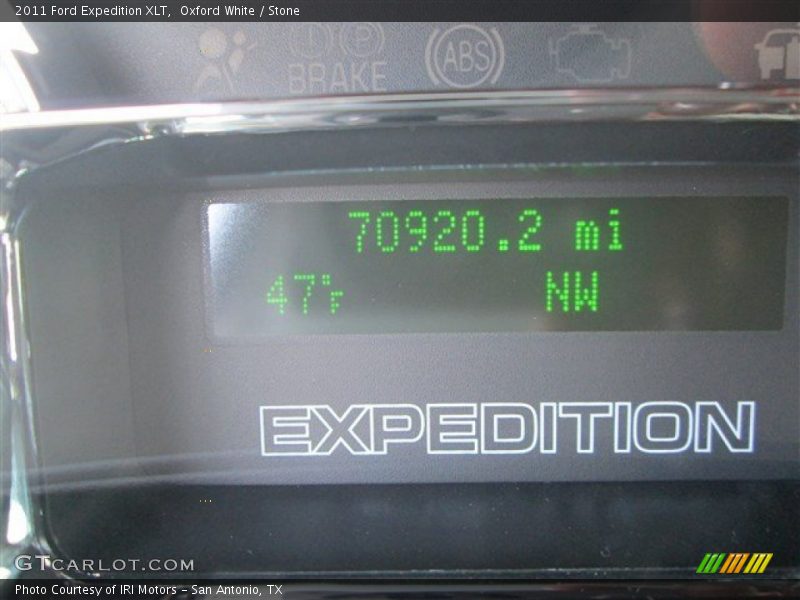 2011 Ford Expedition XLT,  Oxford White / Stone
BRAKE
ABS
70920.2 mi
47°F NW
EXPEDITION
GTCARLOT.COM
Photo Courtesy of IRI Motors - San Antonio, TX